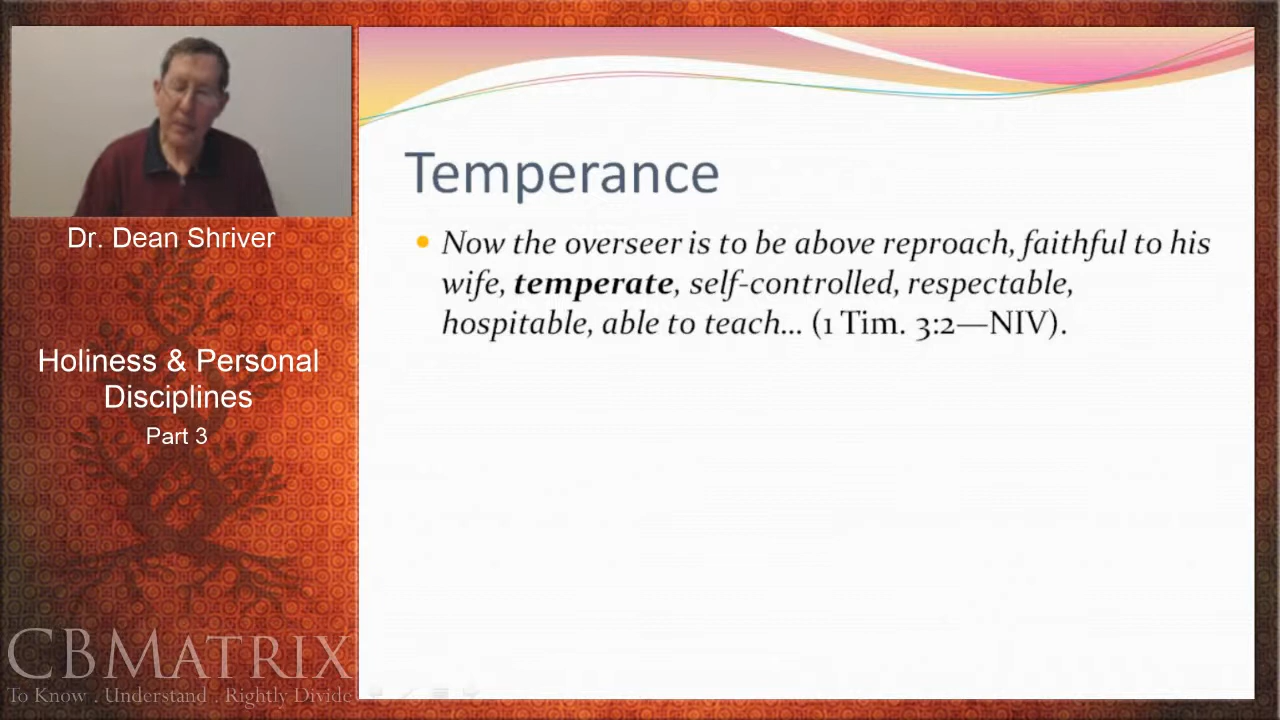 Dr. Dean Shriver
Holiness & Personal
Disciplines
Part 3
CBMATRIX
To Know . Understand . Rightly Divide
Temperance
Now the overseer is to be above reproach, faithful to his
wife, temperate, self-controlled, respectable,
hospitable, able to teach... (1 Tim. 3:2—NIV).